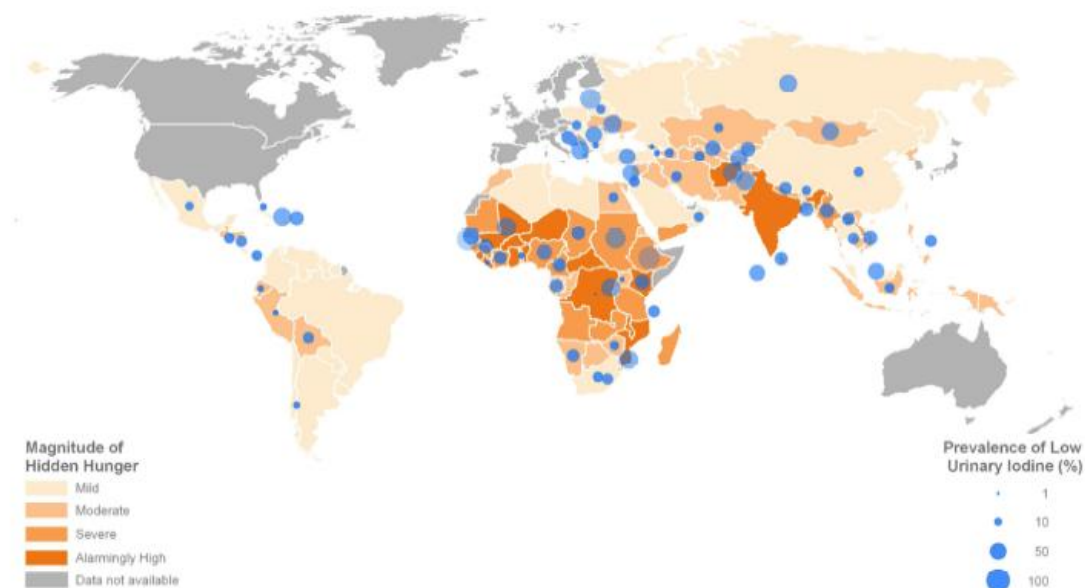 Magnitude of
Hidden Hunger
Mild
Moderate
Severe
Alarmingly High
Data not available
Prevalence of Low
Urinary Iodine (%)
1
10
50
100